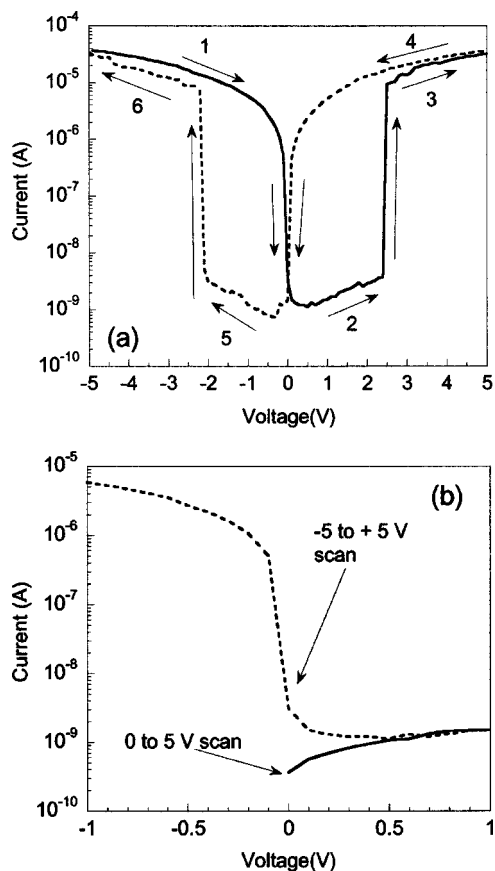 10^-4
10^-5
10^-6
10^-7
10^-8
10^-9
10^-10
Current (A)
1
4
6
3
5
2
(a)
-5 -4 -3 -2 -1 0 1 2 3 4 5
Voltage(V)
10^-5
10^-6
10^-7
10^-8
10^-9
10^-10
Current (A)
(b)
-5 to + 5 V
scan
0 to 5 V scan
-1 -0.5 0 0.5 1
Voltage(V)